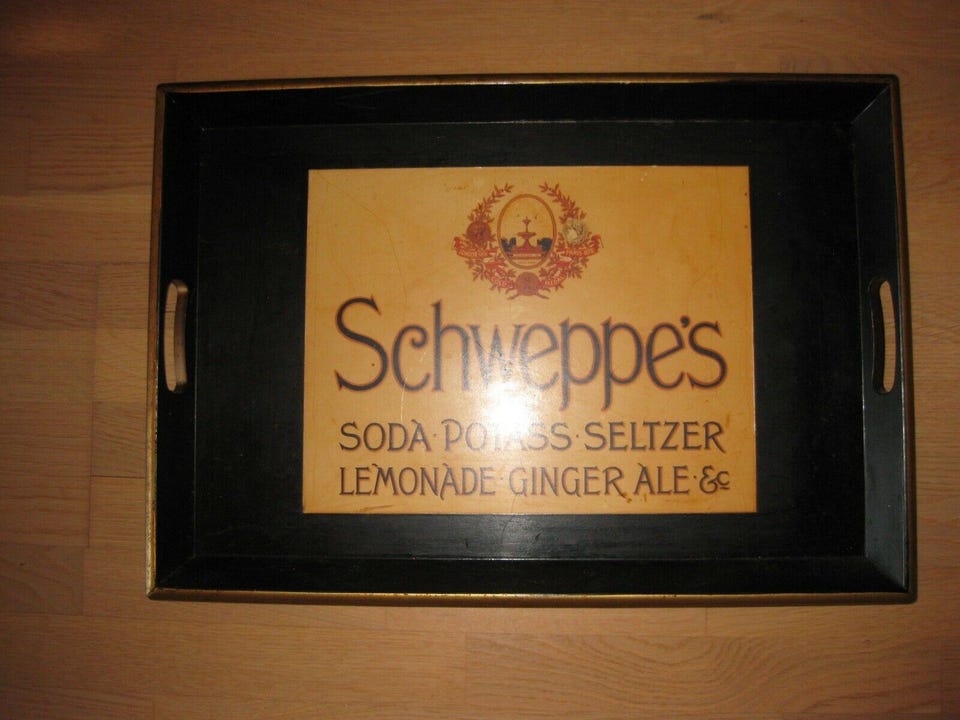 Schweppe's
SODA · POTASS · SELTZER
LEMONADE · GINGER ALE · &c